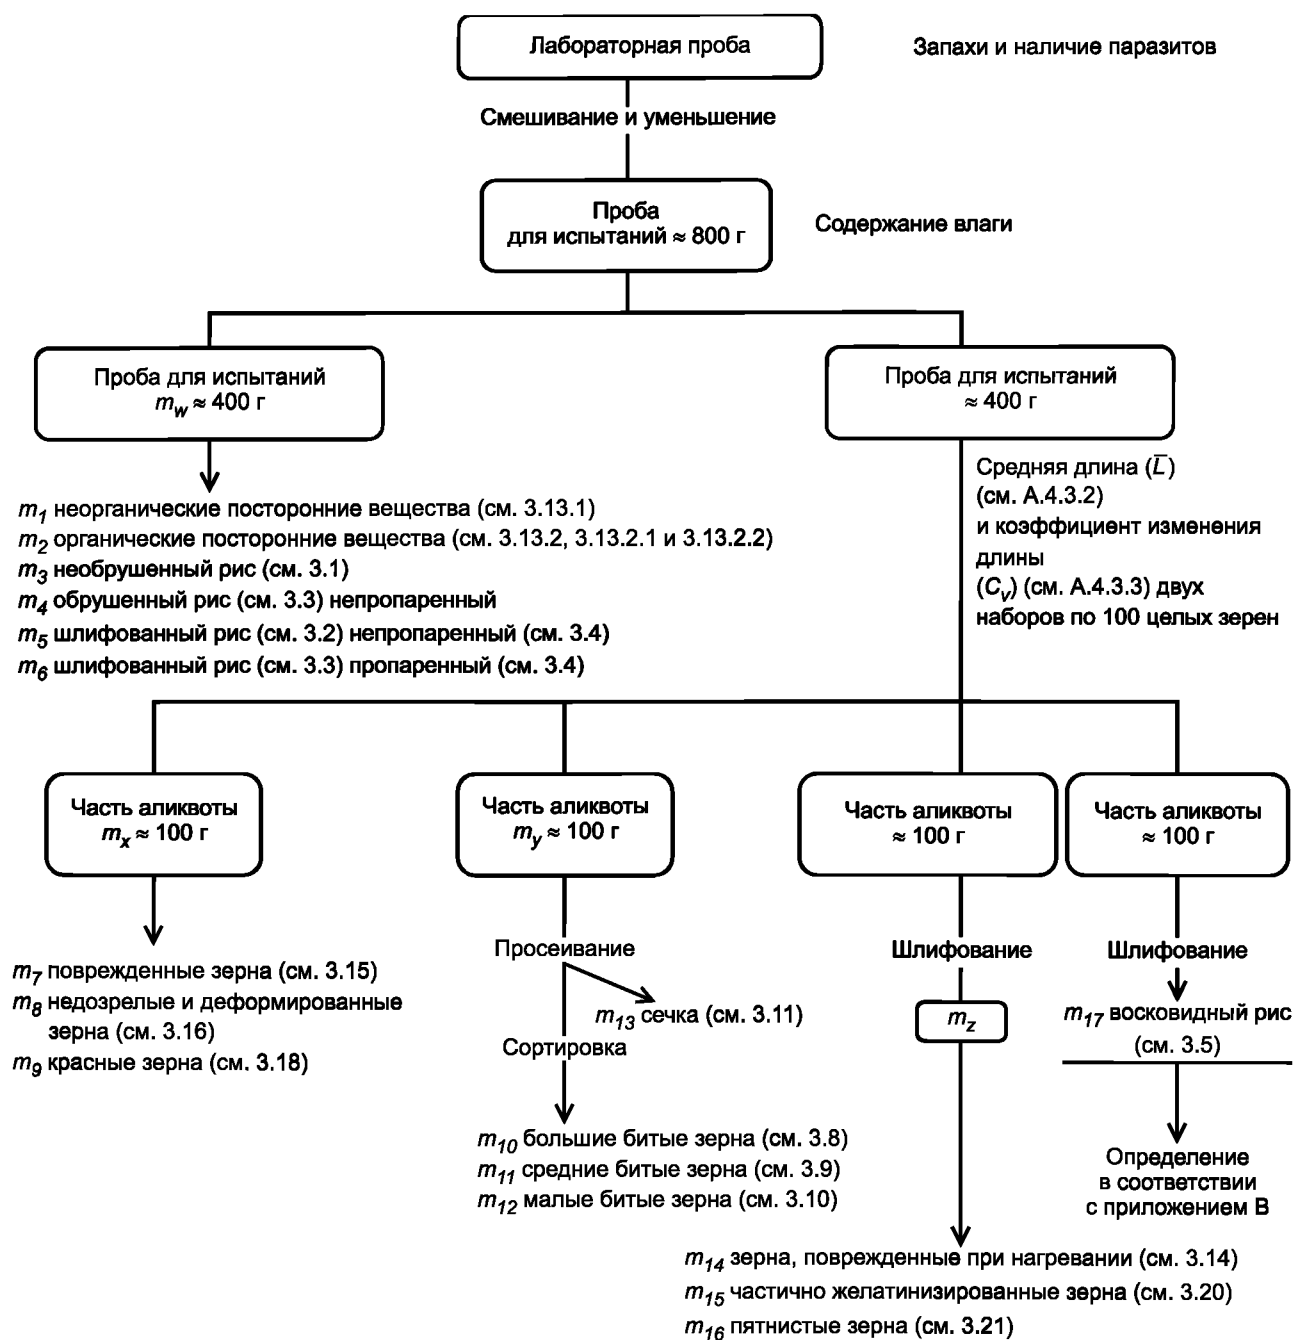 Лабораторная проба
Запахи и наличие паразитов
Смешивание и уменьшение
Проба
для испытаний ≈ 800 г
Содержание влаги
Проба для испытаний
m_w ≈ 400 г
Проба для испытаний
≈ 400 г
m_1 неорганические посторонние вещества (см. 3.13.1)
m_2 органические посторонние вещества (см. 3.13.2, 3.13.2.1 и 3.13.2.2)
m_3 необрушенный рис (см. 3.1)
m_4 обрушенный рис (см. 3.3) непропаренный
m_5 шлифованный рис (см. 3.2) непропаренный (см. 3.4)
m_6 шлифованный рис (см. 3.3) пропаренный (см. 3.4)
Средняя длина (L̅)
(см. А.4.3.2)
и коэффициент изменения
длины
(C_v) (см. А.4.3.3) двух
наборов по 100 целых зерен
Часть аликвоты
m_x ≈ 100 г
Часть аликвоты
m_y ≈ 100 г
Часть аликвоты
≈ 100 г
Часть аликвоты
≈ 100 г
m_7 поврежденные зерна (см. 3.15)
m_8 недозрелые и деформированные
зерна (см. 3.16)
m_9 красные зерна (см. 3.18)
Просеивание
m_13 сечка (см. 3.11)
Сортировка
m_10 большие битые зерна (см. 3.8)
m_11 средние битые зерна (см. 3.9)
m_12 малые битые зерна (см. 3.10)
Шлифование
m_z
m_14 зерна, поврежденные при нагревании (см. 3.14)
m_15 частично желатинизированные зерна (см. 3.20)
m_16 пятнистые зерна (см. 3.21)
Шлифование
m_17 восковидный рис
(см. 3.5)
Определение
в соответствии
с приложением В